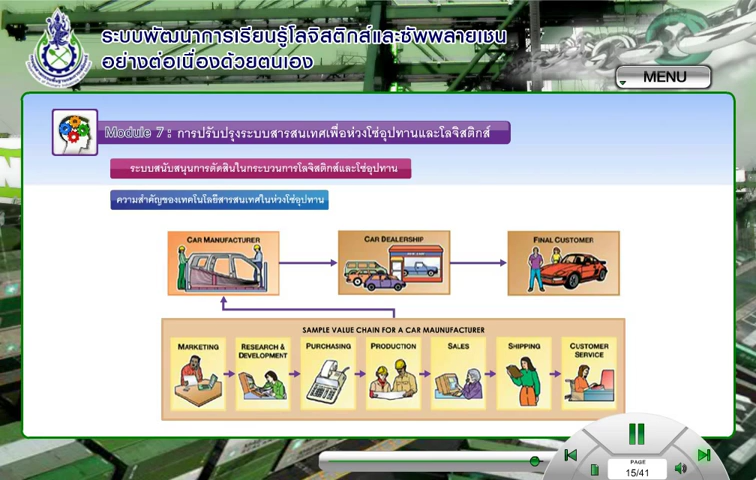 ระบบพัฒนาการเรียนรู้โลจิสติกส์และซัพพลายเชน
อย่างต่อเนื่องด้วยตนเอง
MENU
Module 7 : การปรับปรุงระบบสารสนเทศเพื่อห่วงโซ่อุปทานและโลจิสติกส์
ระบบสนับสนุนการตัดสินในกระบวนการโลจิสติกส์และโซ่อุปทาน
ความสำคัญของเทคโนโลยีสารสนเทศในห่วงโซ่อุปทาน
CAR MANUFACTURER
CAR DEALERSHIP
FINAL CUSTOMER
SAMPLE VALUE CHAIN FOR A CAR MAUNUFACTURER
MARKETING
RESEARCH &
DEVELOPMENT
PURCHASING
PRODUCTION
SALES
SHIPPING
CUSTOMER
SERVICE
PAGE
15/41